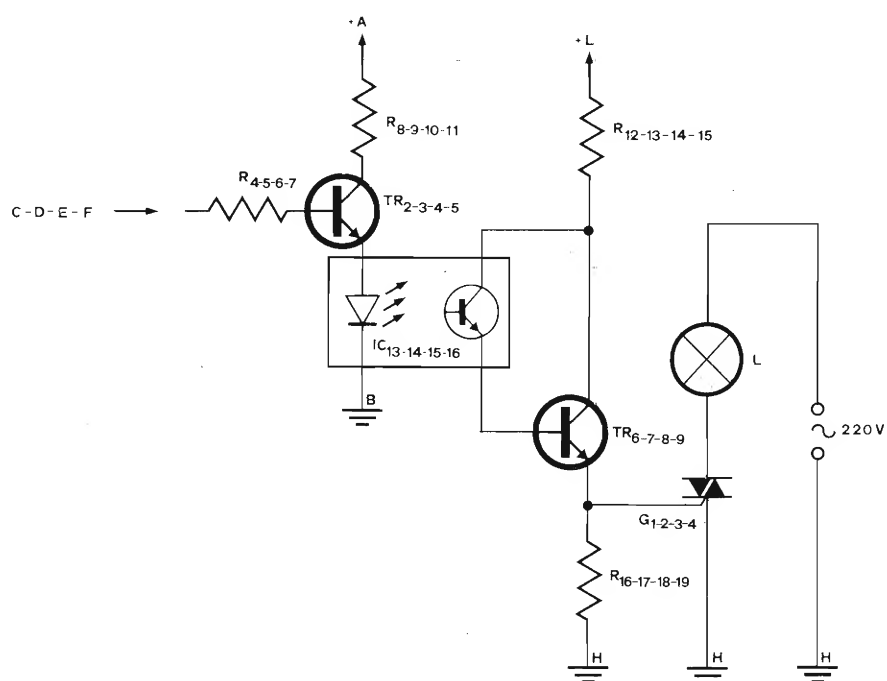 +A
+L
R8-9-10-11
R12-13-14-15
R4-5-6-7
TR2-3-4-5
C-D-E-F
IC13-14-15-16
L
B
220V
TR6-7-8-9
G1-2-3-4
R16-17-18-19
H
H
H